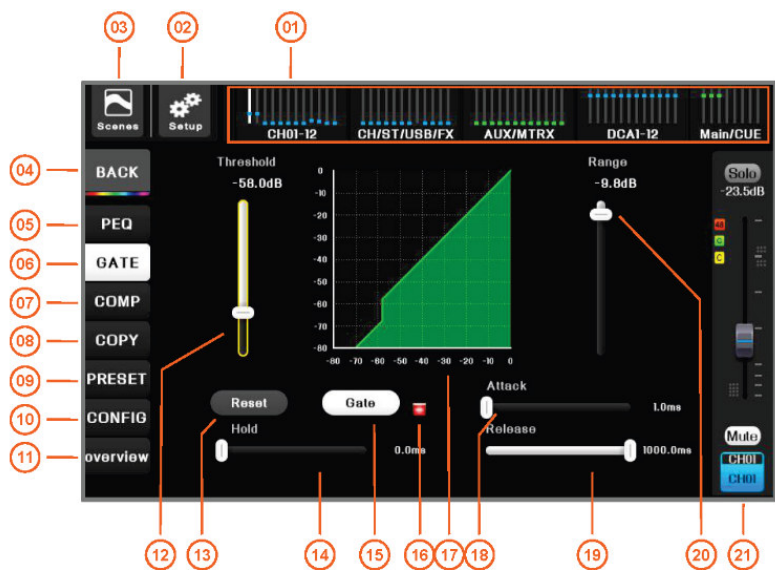 03 02 01
Scenes Setup CH01-12 CH/ST/USB/FX AUX/MTRX DCA1-12 Main/CUE
04 BACK
05 PEQ
06 GATE
07 COMP
08 COPY
09 PRESET
10 CONFIG
11 overview
Threshold
-58.0dB
0
-10
-20
-30
-40
-50
-60
-70
-80
-80 -70 -60 -50 -40 -30 -20 -10 0
Range
-9.8dB
Solo
-23.5dB
48
G
C
Reset Gate
Hold
0.0ms
Attack
1.0ms
Release
1000.0ms
Mute
CH01
CH01
12 13 14 15 16 17 18 19 20 21